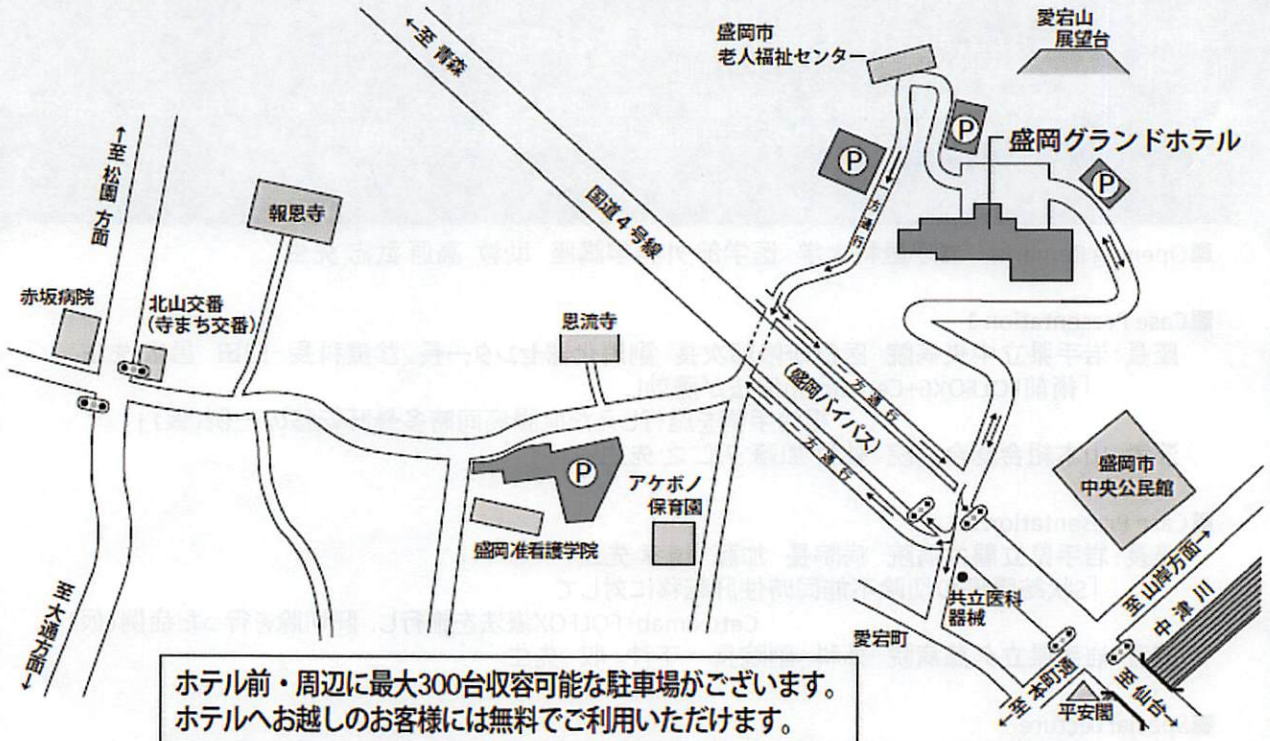 ←至 青森
盛岡市
老人福祉センター
愛宕山
展望台
P
P
P
盛岡グランドホテル
←至 松園 方面
報恩寺
国道4号線
一方通行
赤坂病院
北山交番
(寺まち交番)
恩流寺
一方通行
(盛岡バイパス)
一方通行
P
アケボノ
保育園
盛岡准看護学院
盛岡市
中央公民館
至 山岸方面→
中津川
共立医科
器械
愛宕町
至 大通方面→
←至 本町通
平安閣
至 仙台→
ホテル前・周辺に最大300台収容可能な駐車場がございます。
ホテルへお越しのお客様には無料でご利用いただけます。